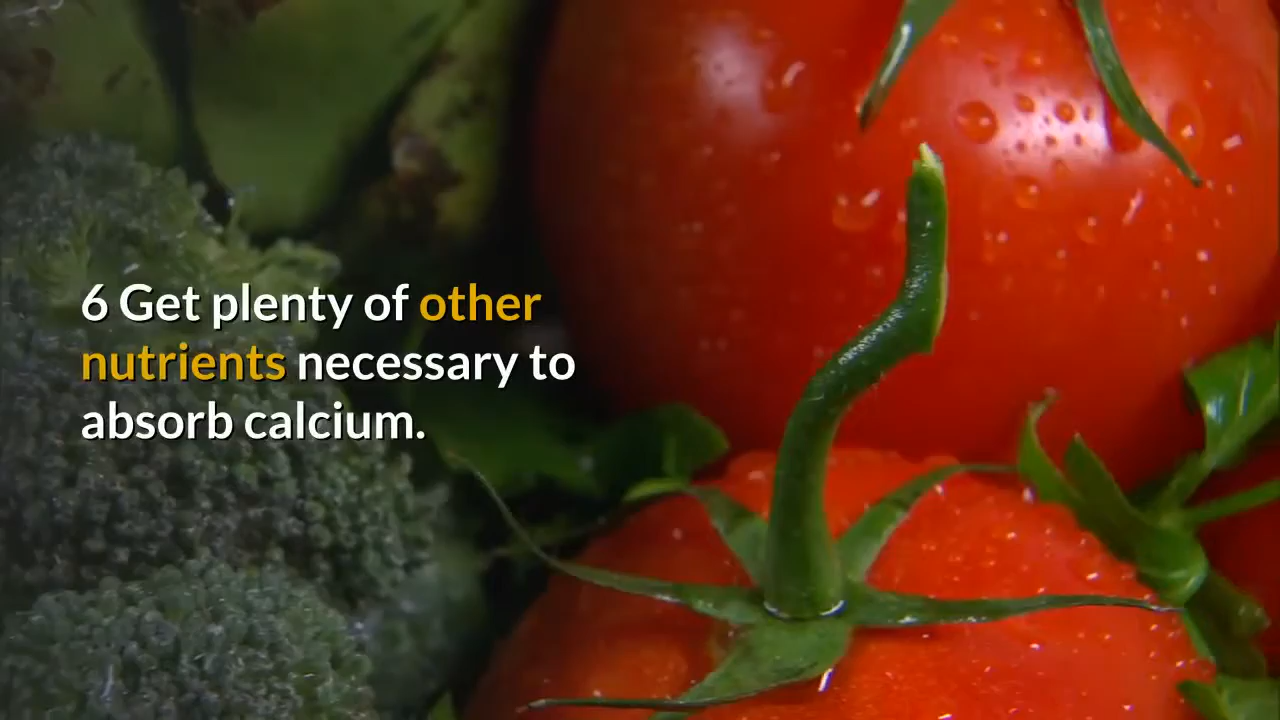 6 Get plenty of other
nutrients necessary to
absorb calcium.